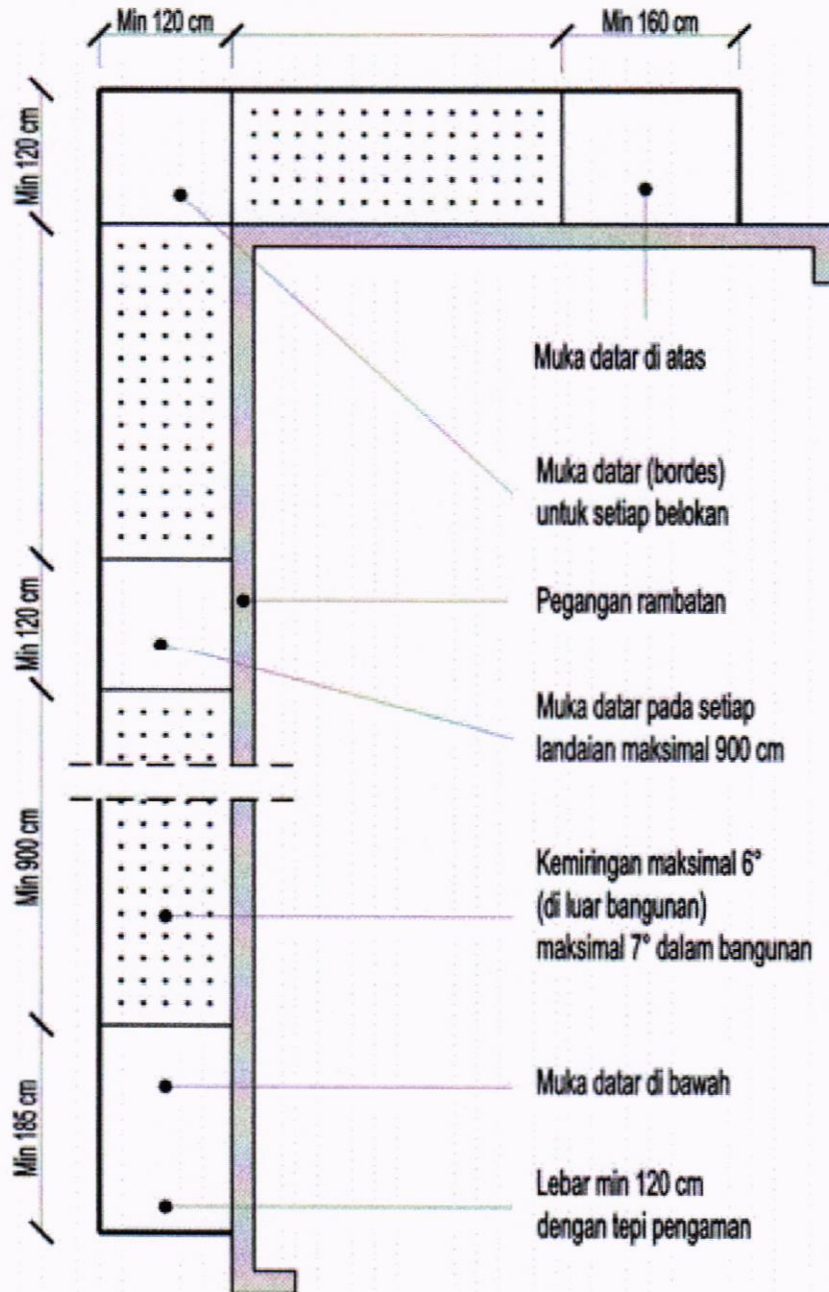 Min 120 cm
Min 160 cm
Min 120 cm
Muka datar di atas
Muka datar (bordes)
untuk setiap belokan
Pegangan rambatan
Min 120 cm
Muka datar pada setiap
landaian maksimal 900 cm
Min 900 cm
Kemiringan maksimal 6°
(di luar bangunan)
maksimal 7° dalam bangunan
Muka datar di bawah
Min 185 cm
Lebar min 120 cm
dengan tepi pengaman